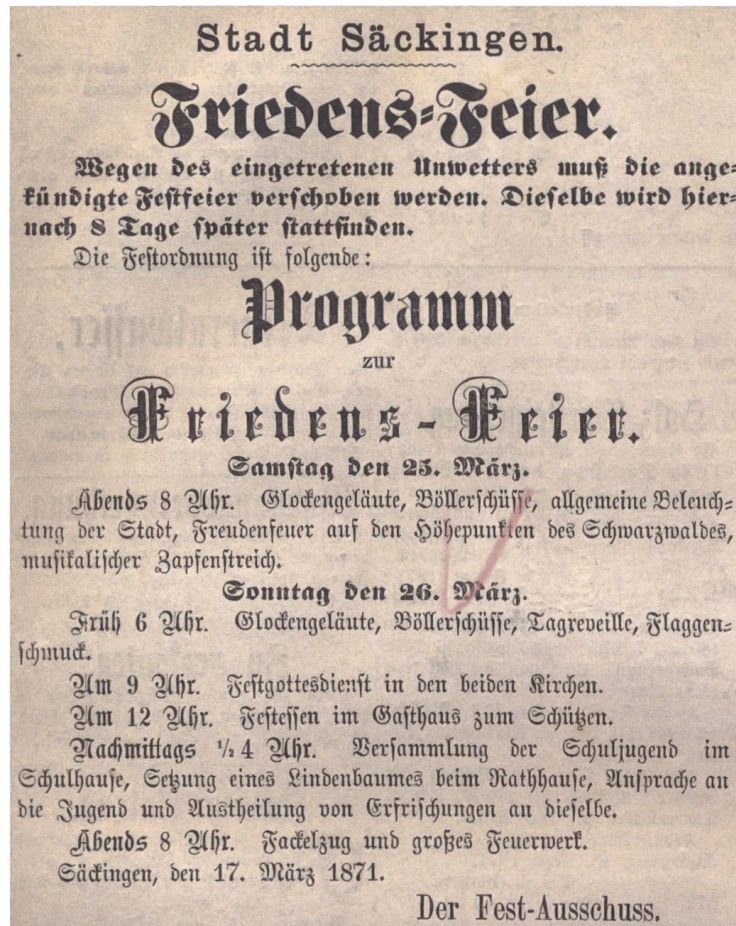 Stadt Säckingen.
Friedens-Feier.
Wegen des eingetretenen Unwetters muß die ange-
kündigte Festfeier verschoben werden. Dieselbe wird hier-
nach 8 Tage später stattfinden.
Die Festordnung ist folgende:
Programm
zur
Friedens-Feier.
Samstag den 25. März.
Abends 8 Uhr. Glockengeläute, Böllerschüsse, allgemeine Beleuch-
tung der Stadt, Freudenfeuer auf den Höhepunkten des Schwarzwaldes,
musikalischer Zapfenstreich.
Sonntag den 26. März.
Früh 6 Uhr. Glockengeläute, Böllerschüsse, Tagreveille, Flaggen-
schmuck.
Um 9 Uhr. Festgottesdienst in den beiden Kirchen.
Um 12 Uhr. Festessen im Gasthaus zum Schützen.
Nachmittags ½ 4 Uhr. Versammlung der Schuljugend im
Schulhause, Setzung eines Lindenbaumes beim Rathhause, Ansprache an
die Jugend und Austheilung von Erfrischungen an dieselbe.
Abends 8 Uhr. Fackelzug und großes Feuerwerk.
Säckingen, den 17. März 1871.
Der Fest-Ausschuss.